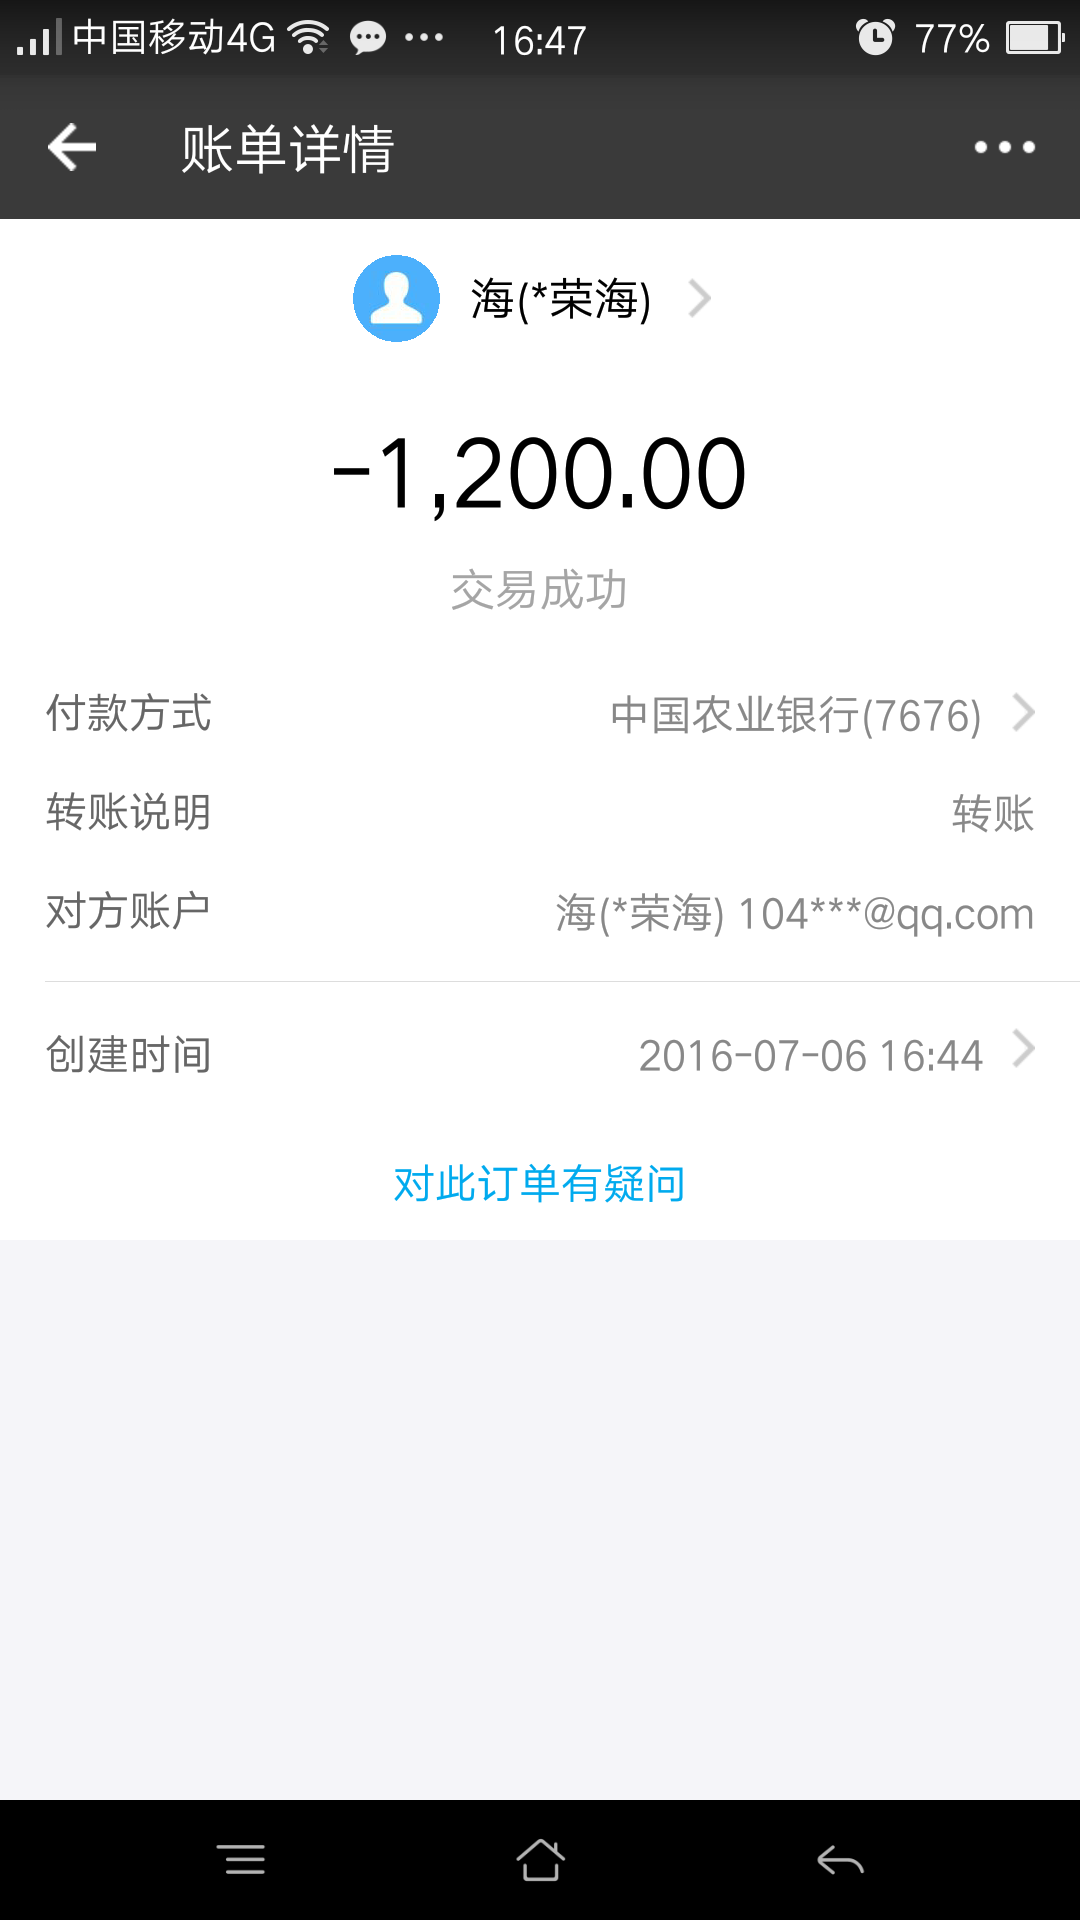 中国移动4G 16:47 77%
账单详情
海(*荣海)
-1,200.00
交易成功
付款方式 中国农业银行(7676)
转账说明 转账
对方账户 海(*荣海) 104***@qq.com
创建时间 2016-07-06 16:44
对此订单有疑问